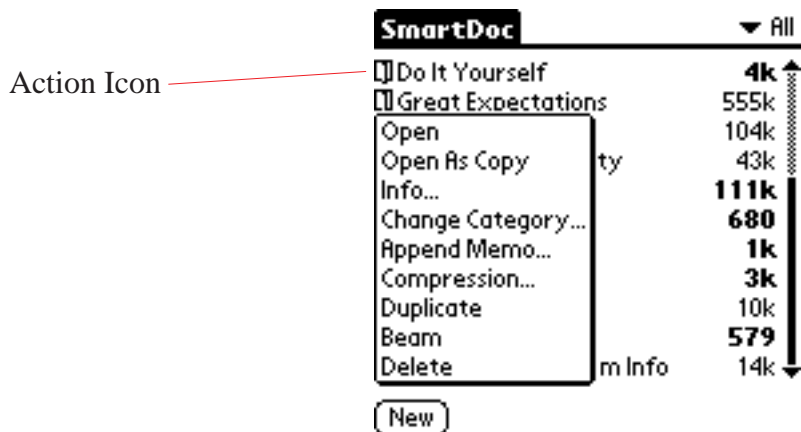 SmartDoc All
Action Icon
Do It Yourself 4k
Great Expectations 555k
Open 104k
Open As Copy ty 43k
Info... 111k
Change Category... 680
Append Memo... 1k
Compression... 3k
Duplicate 10k
Beam 579
Delete m Info 14k
New